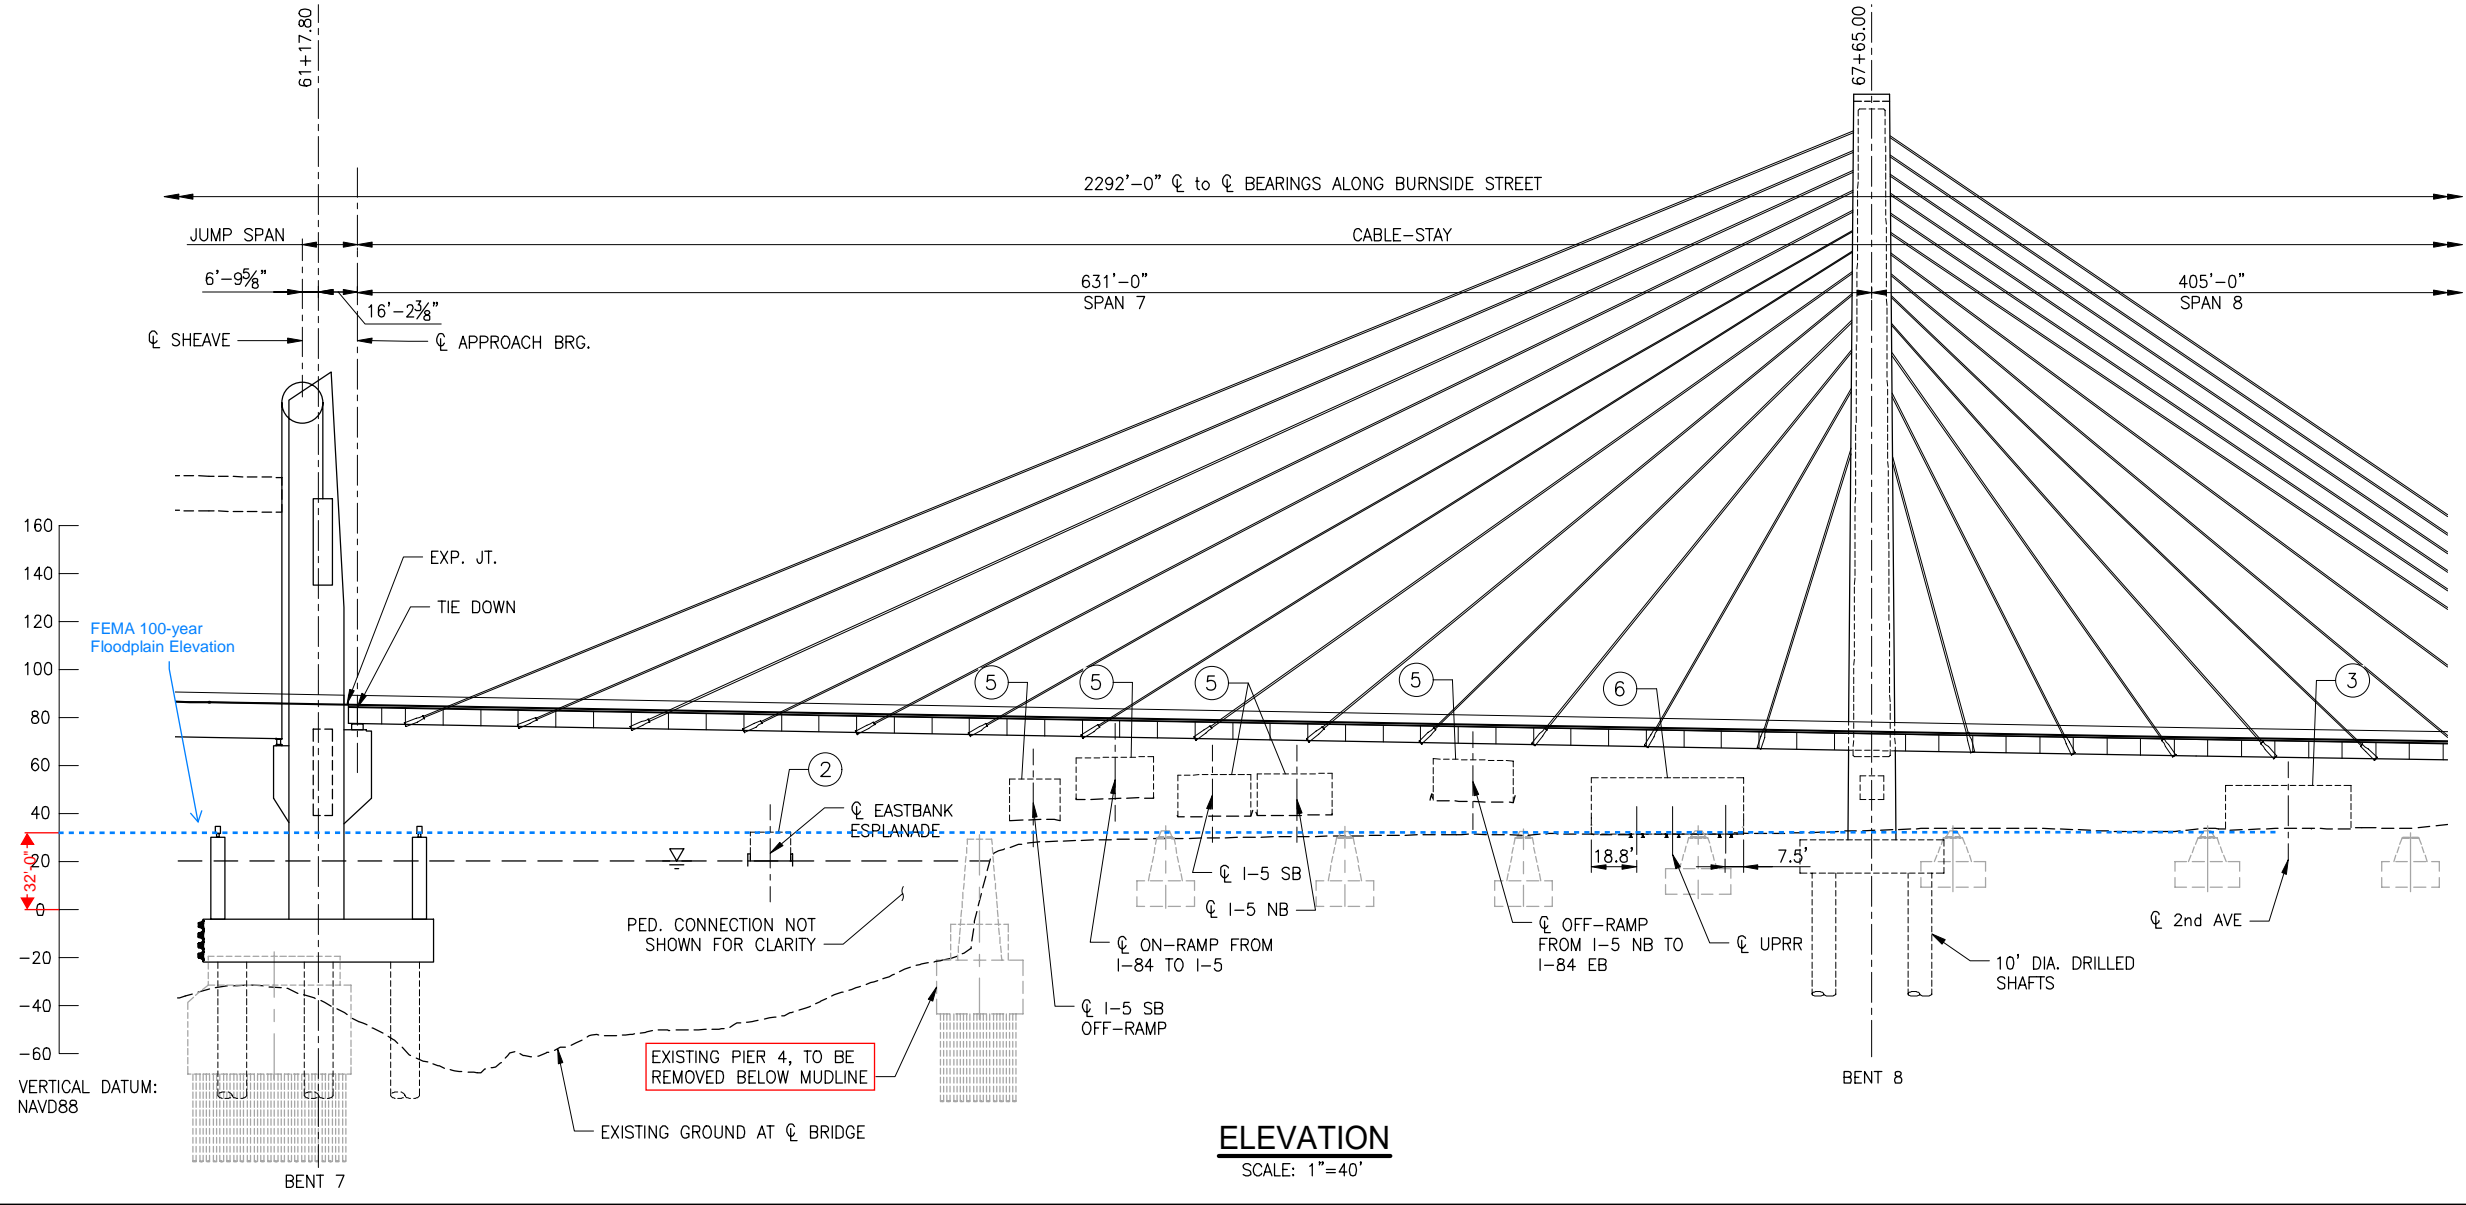 61+17.80
67+65.00
2292'-0" ℄ to ℄ BEARINGS ALONG BURNSIDE STREET
JUMP SPAN
CABLE-STAY
6'-9⅝"
631'-0"
SPAN 7
405'-0"
SPAN 8
16'-2⅜"
℄ SHEAVE
℄ APPROACH BRG.
160
140
120
100
80
60
40
20
0
-20
-40
-60
32'-0"
VERTICAL DATUM:
NAVD88
EXP. JT.
TIE DOWN
FEMA 100-year
Floodplain Elevation
5
5
5
5
6
3
2
℄ EASTBANK
ESPLANADE
18.8'
7.5'
℄ I-5 SB
℄ I-5 NB
PED. CONNECTION NOT
SHOWN FOR CLARITY
℄ ON-RAMP FROM
I-84 TO I-5
℄ OFF-RAMP
FROM I-5 NB TO
I-84 EB
℄ UPRR
℄ 2nd AVE
10' DIA. DRILLED
SHAFTS
℄ I-5 SB
OFF-RAMP
EXISTING PIER 4, TO BE
REMOVED BELOW MUDLINE
EXISTING GROUND AT ℄ BRIDGE
BENT 8
BENT 7
ELEVATION
SCALE: 1"=40'